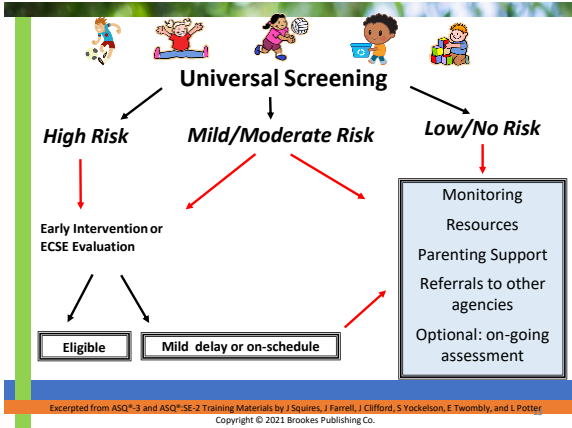 Universal Screening
High Risk
Mild/Moderate Risk
Low/No Risk
Early Intervention or
ECSE Evaluation
Monitoring
Resources
Parenting Support
Referrals to other
agencies
Optional: on-going
assessment
Eligible
Mild delay or on-schedule
Excerpted from ASQ®-3 and ASQ®:SE-2 Training Materials by J Squires, J Farrell, J Clifford, S Yockelson, E Twombly, and L Potter
Copyright © 2021 Brookes Publishing Co.